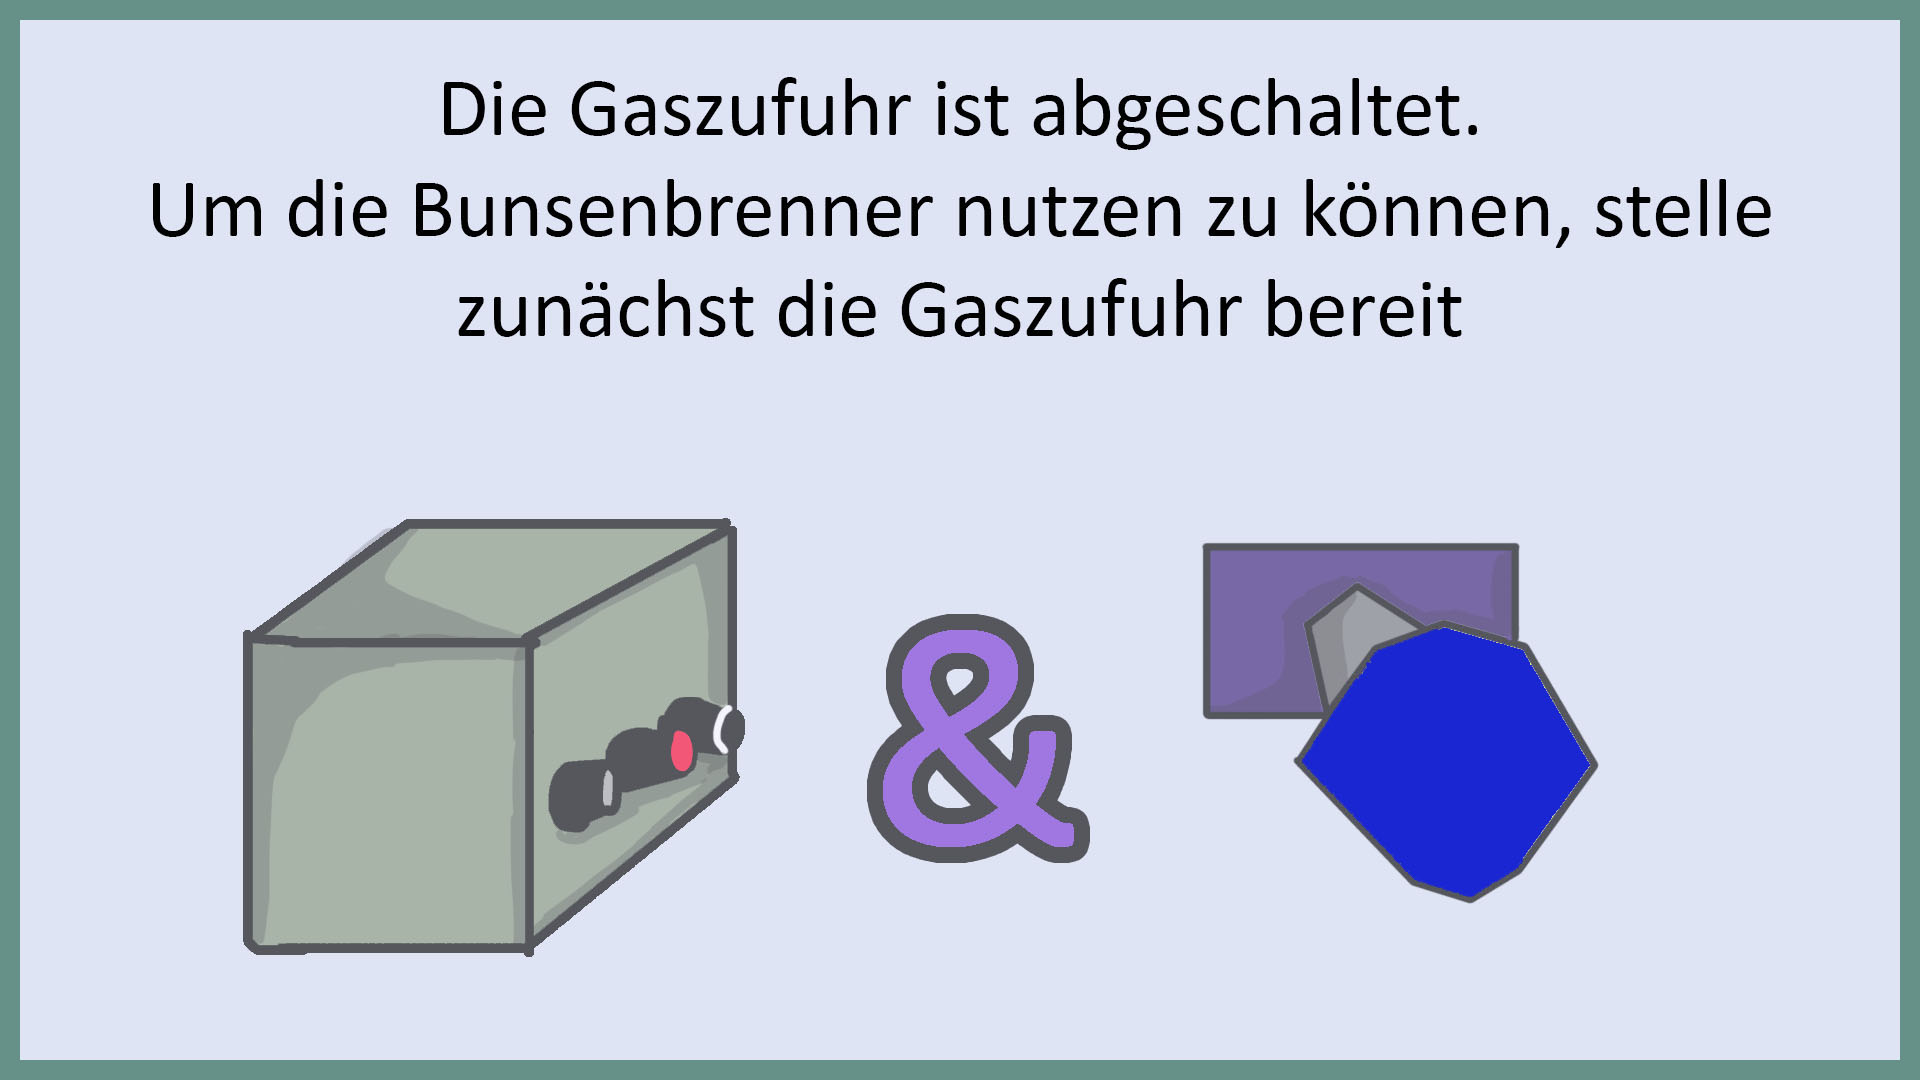 Die Gaszufuhr ist abgeschaltet.
Um die Bunsenbrenner nutzen zu können, stelle
zunächst die Gaszufuhr bereit
&